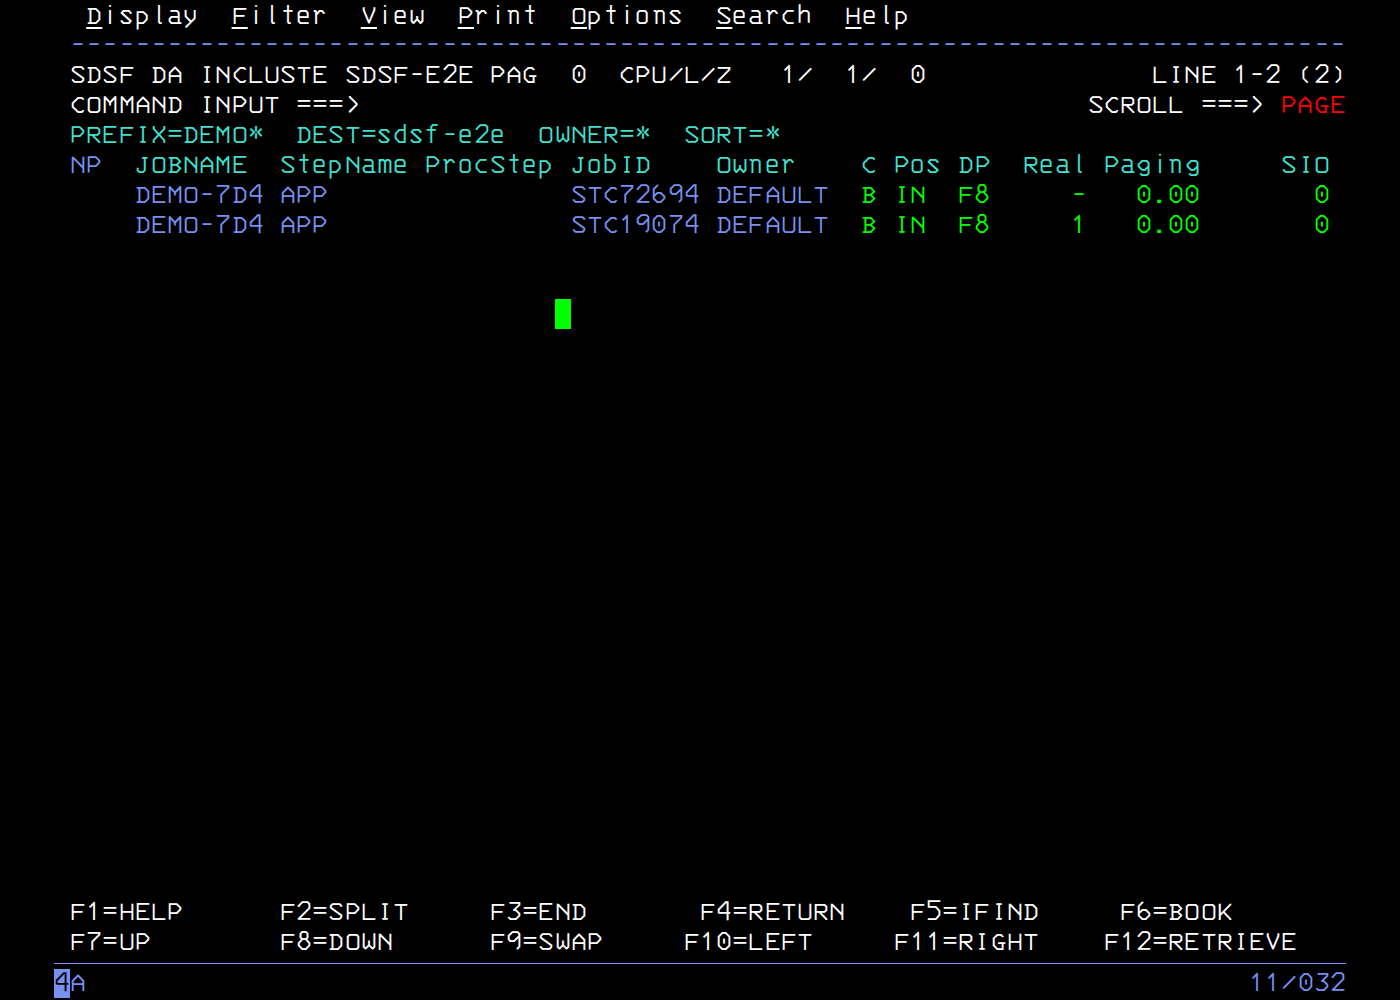 Display  Filter  View  Print  Options  Search  Help
-------------------------------------------------------------------------------
SDSF DA INCLUSTE SDSF-E2E PAG  0  CPU/L/Z   1/  1/  0              LINE 1-2 (2)
COMMAND INPUT ===>                                             SCROLL ===> PAGE
PREFIX=DEMO*  DEST=sdsf-e2e  OWNER=*  SORT=*
NP  JOBNAME  StepName ProcStep JobID    Owner    C Pos DP  Real Paging     SIO
    DEMO-7D4 APP               STC72694 DEFAULT  B IN  F8     -   0.00       0
    DEMO-7D4 APP               STC19074 DEFAULT  B IN  F8     1   0.00       0
F1=HELP      F2=SPLIT     F3=END       F4=RETURN    F5=IFIND     F6=BOOK
F7=UP        F8=DOWN      F9=SWAP     F10=LEFT     F11=RIGHT    F12=RETRIEVE
4A                                                                       11/032